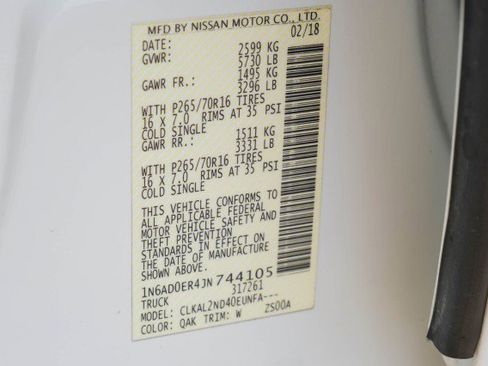 MFD BY NISSAN MOTOR CO., LTD.
DATE: 02/18
GVWR: 2599 KG
5730 LB
GAWR FR.: 1495 KG
3296 LB
WITH P265/70R16 TIRES
16 X 7.0 RIMS AT 35 PSI
COLD SINGLE
GAWR RR.: 1511 KG
3331 LB
WITH P265/70R16 TIRES
16 X 7.0 RIMS AT 35 PSI
COLD SINGLE
THIS VEHICLE CONFORMS TO
ALL APPLICABLE FEDERAL
MOTOR VEHICLE SAFETY AND
THEFT PREVENTION
STANDARDS IN EFFECT ON
THE DATE OF MANUFACTURE
SHOWN ABOVE.
1N6AD0ER4JN744105
TRUCK 317261
MODEL: CLKAL2ND40EUNFA---
COLOR: QAK TRIM: W 2S00A